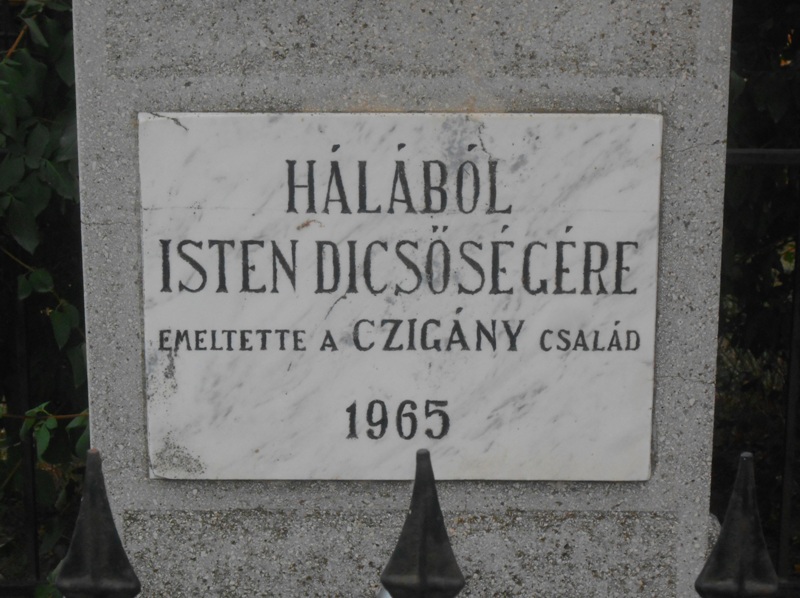 HÁLÁBÓL
ISTEN DICSŐSÉGÉRE
EMELTETTE A CZIGÁNY CSALÁD
1965